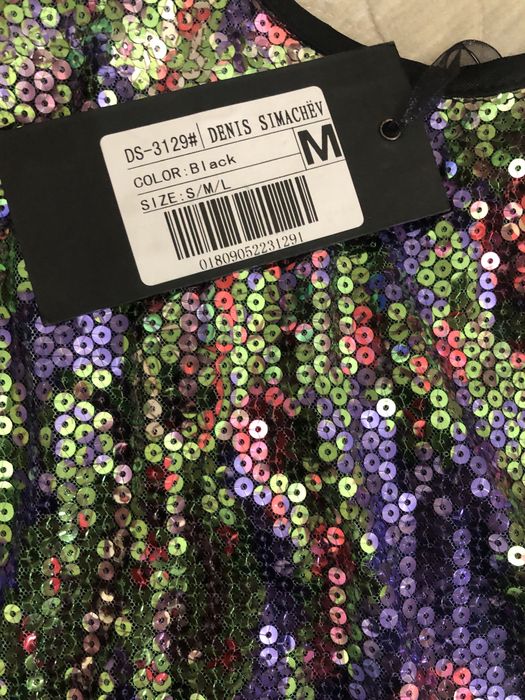 DS-3129# DENIS SIMACHËV
COLOR:Black
SIZE:S/M/L
M
01809052231291